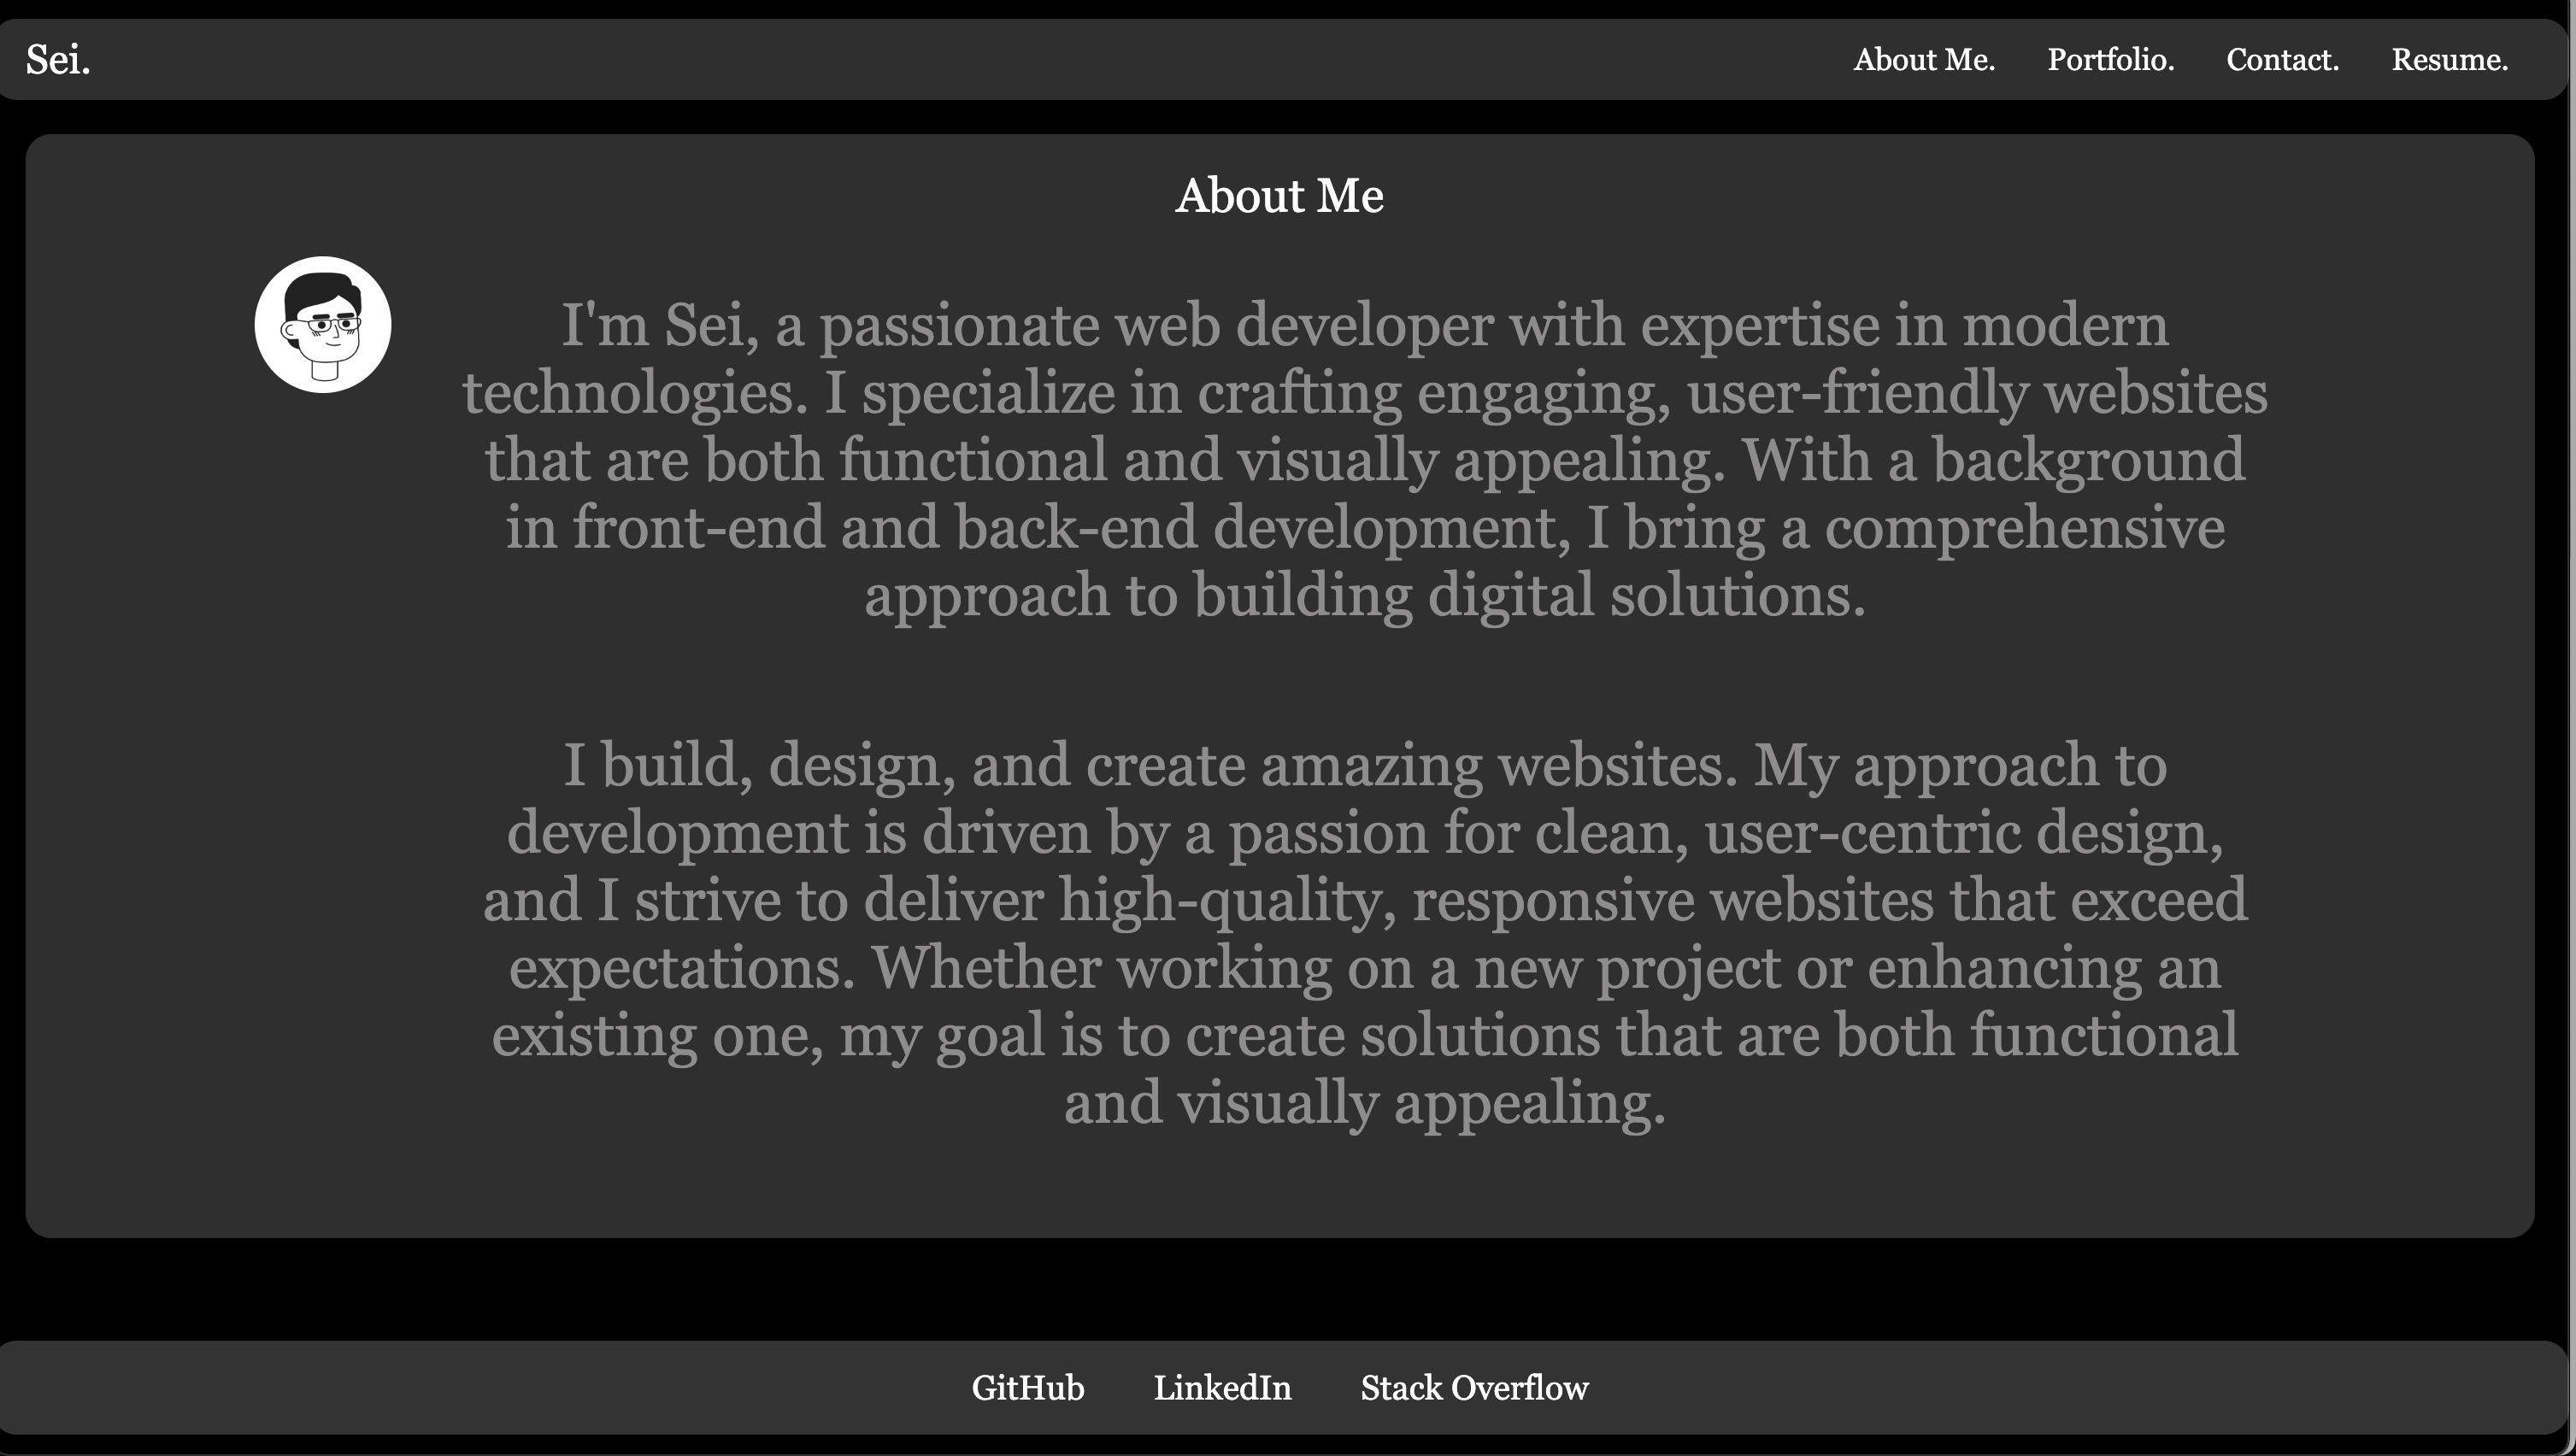 Sei.
About Me. Portfolio. Contact. Resume.
About Me
I'm Sei, a passionate web developer with expertise in modern
technologies. I specialize in crafting engaging, user-friendly websites
that are both functional and visually appealing. With a background
in front-end and back-end development, I bring a comprehensive
approach to building digital solutions.
I build, design, and create amazing websites. My approach to
development is driven by a passion for clean, user-centric design,
and I strive to deliver high-quality, responsive websites that exceed
expectations. Whether working on a new project or enhancing an
existing one, my goal is to create solutions that are both functional
and visually appealing.
GitHub LinkedIn Stack Overflow